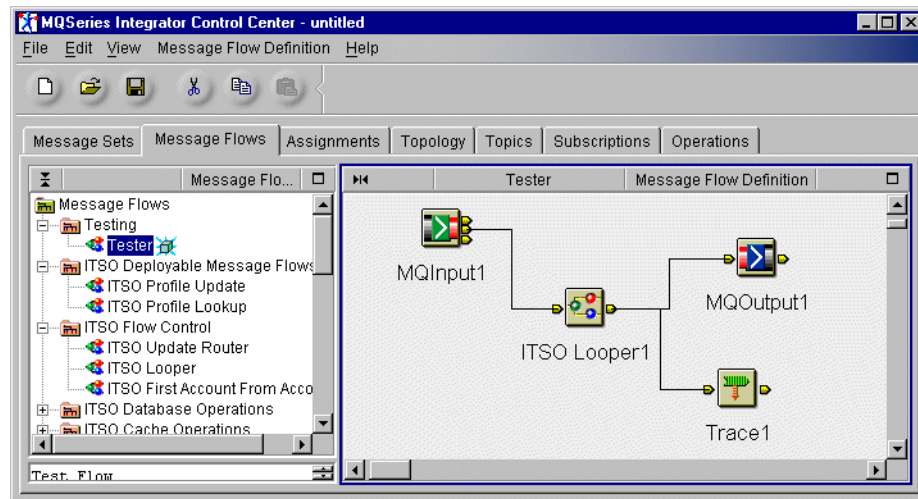 MQSeries Integrator Control Center - untitled
File Edit View Message Flow Definition Help
Message Sets Message Flows Assignments Topology Topics Subscriptions Operations
Message Flo...
Message Flows
Testing
Tester
ITSO Deployable Message Flows
ITSO Profile Update
ITSO Profile Lookup
ITSO Flow Control
ITSO Update Router
ITSO Looper
ITSO First Account From Acco
ITSO Database Operations
ITSO Cache Operations
Test Flow
Tester Message Flow Definition
MQInput1
MQOutput1
ITSO Looper1
Trace1